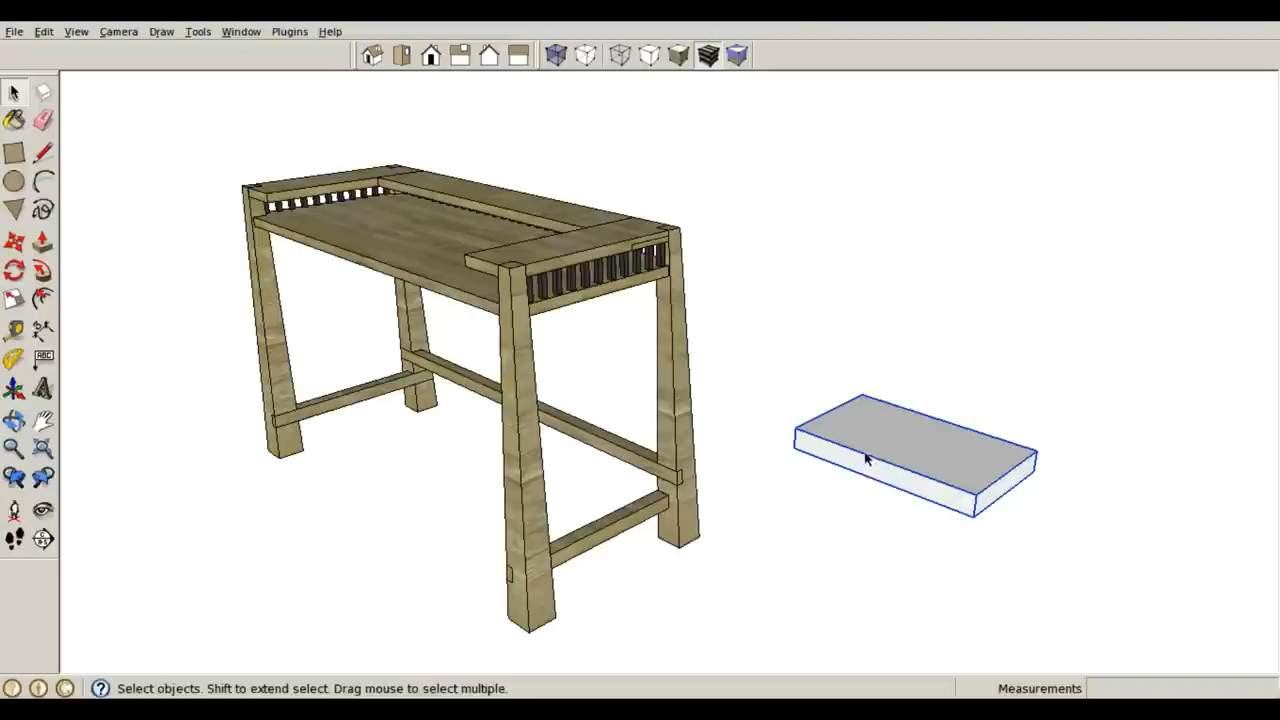 File Edit View Camera Draw Tools Window Plugins Help
ABC
Select objects. Shift to extend select. Drag mouse to select multiple.
Measurements